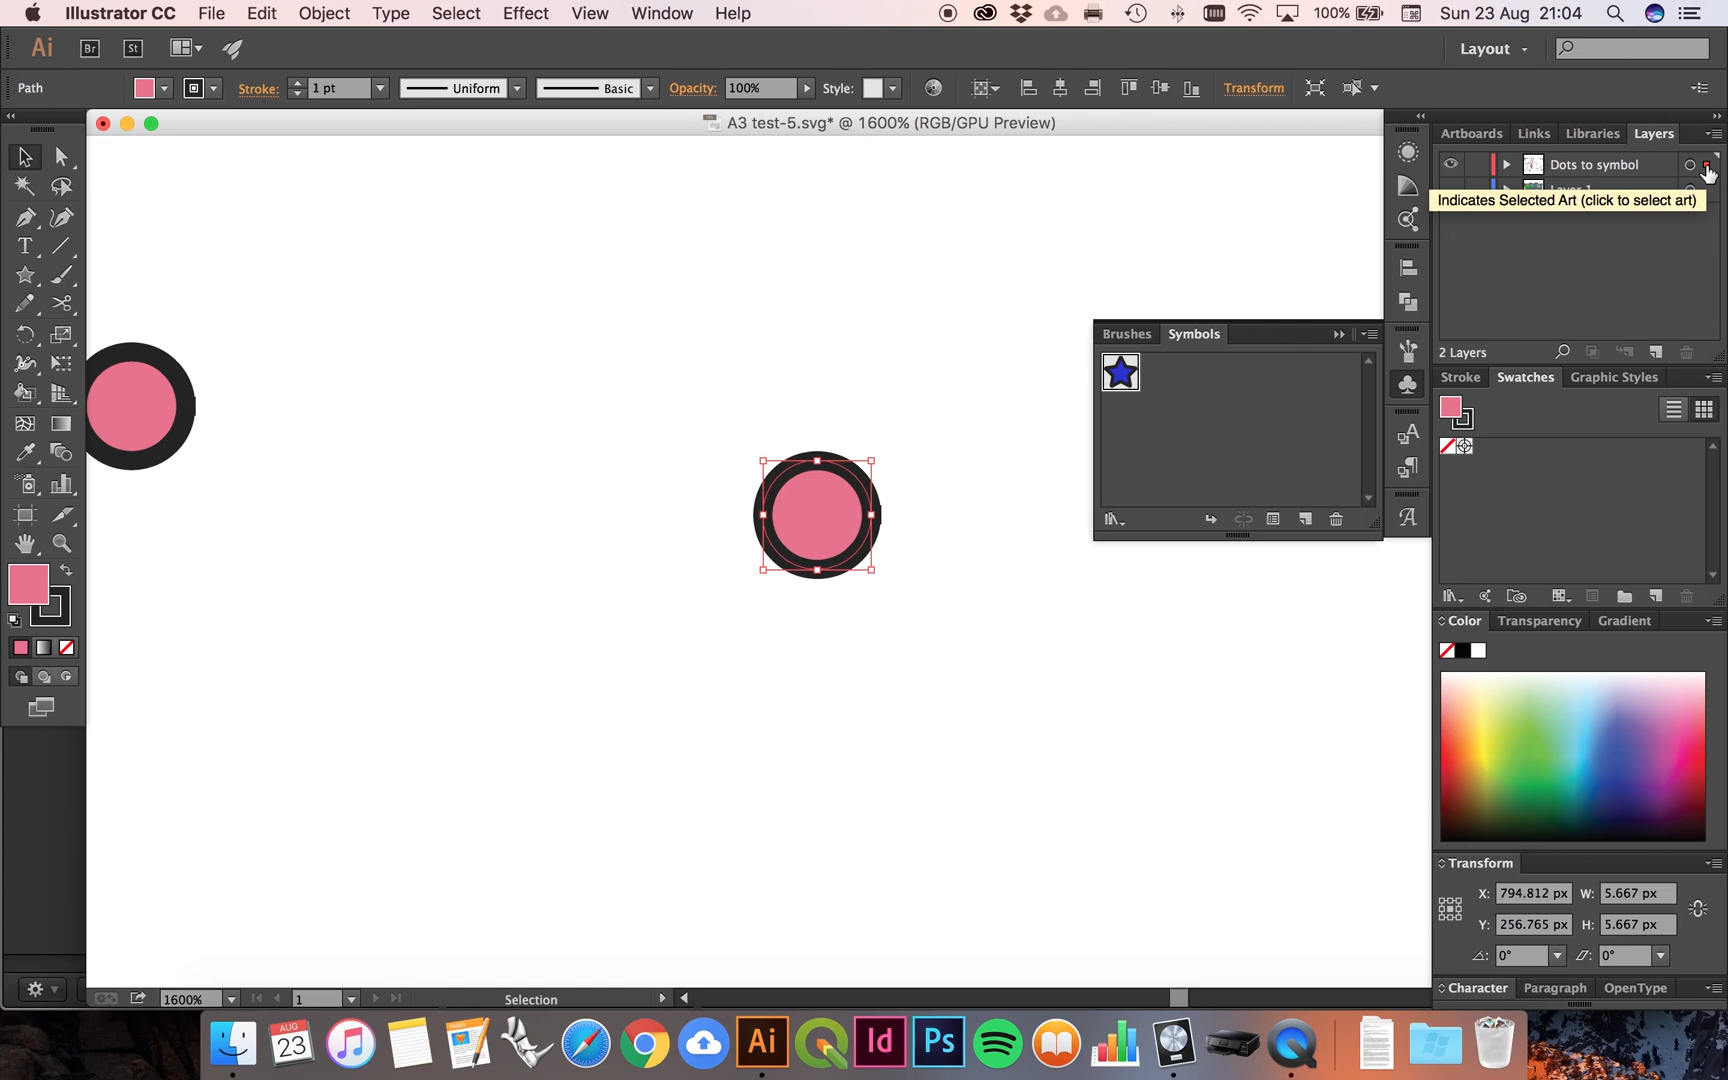 Illustrator CC File Edit Object Type Select Effect View Window Help 100% Sun 23 Aug 21:04
Ai Br St Layout
Path Stroke: 1 pt Uniform Basic Opacity: 100% Style: Transform
A3 test-5.svg* @ 1600% (RGB/GPU Preview)
Artboards Links Libraries Layers
Dots to symbol
Layer 1
Indicates Selected Art (click to select art)
Brushes Symbols
2 Layers
Stroke Swatches Graphic Styles
Color Transparency Gradient
Transform
X: 794.812 px W: 5.667 px
Y: 256.765 px H: 5.667 px
0° 0°
Character Paragraph OpenType
1600% 1 Selection
AUG
23
Ai Id Ps